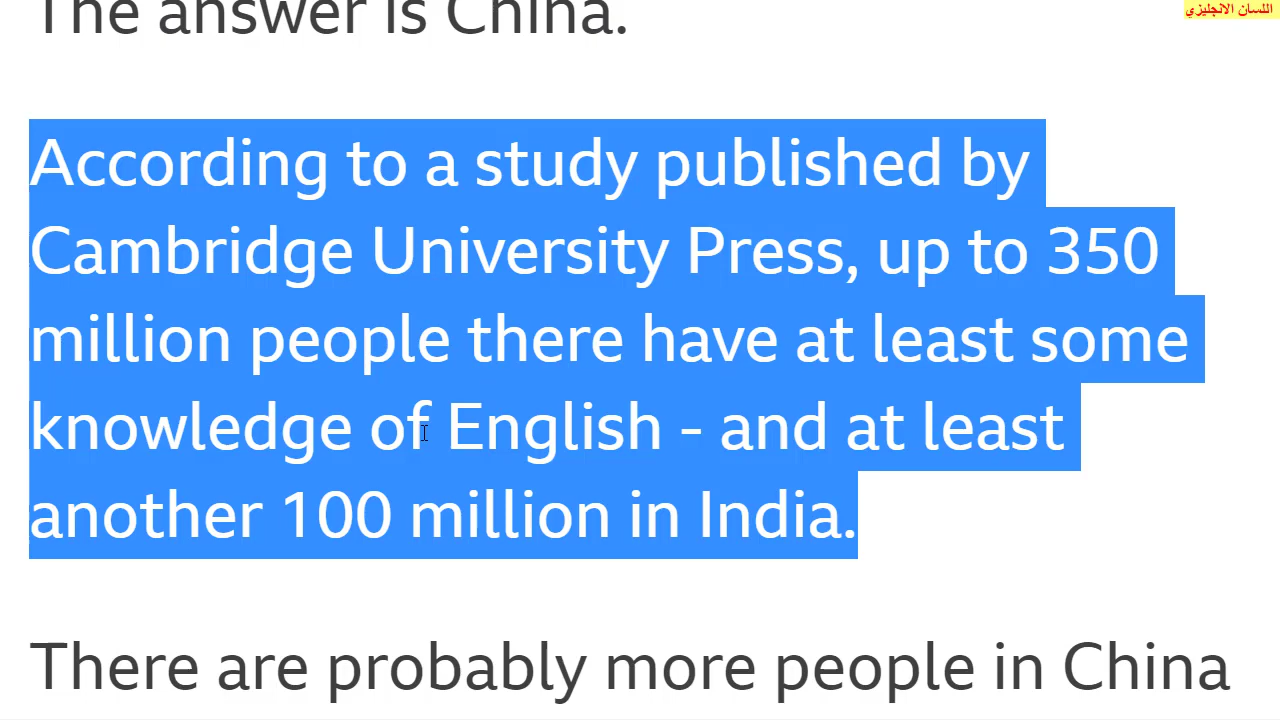 اللسان الانجليزي
The answer is China.
According to a study published by
Cambridge University Press, up to 350
million people there have at least some
knowledge of English - and at least
another 100 million in India.
There are probably more people in China